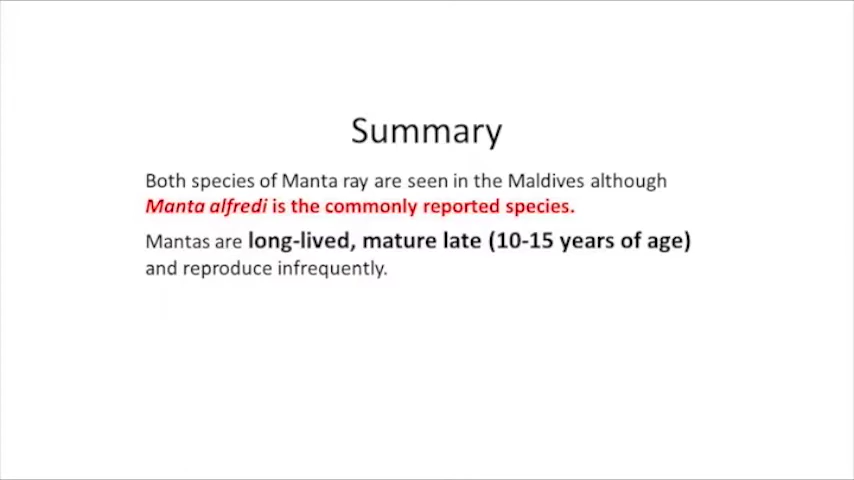 Summary
Both species of Manta ray are seen in the Maldives although
Manta alfredi is the commonly reported species.
Mantas are long-lived, mature late (10-15 years of age)
and reproduce infrequently.